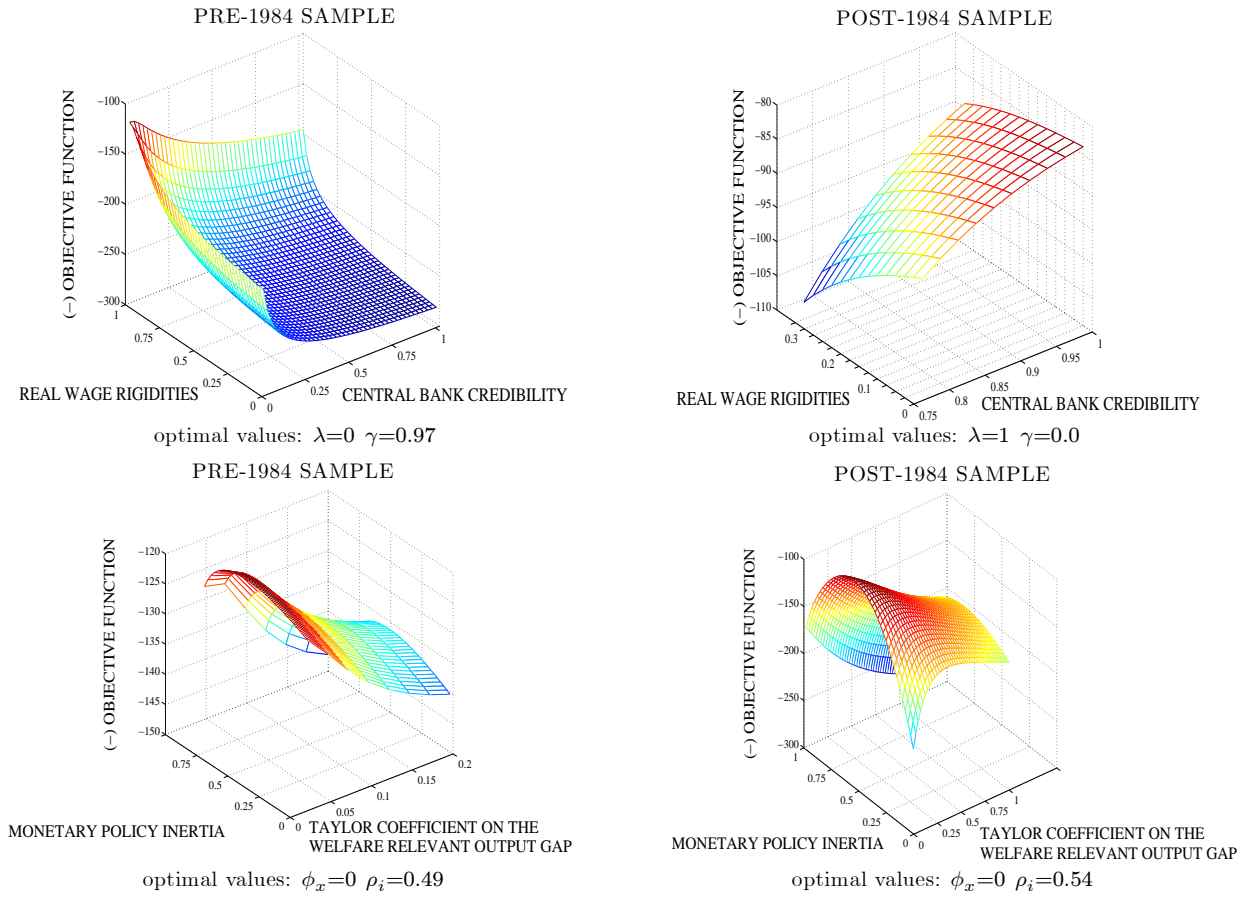 PRE-1984 SAMPLE
(−) OBJECTIVE FUNCTION
−100
−150
−200
−250
−300
1
0.75
0.5
0.25
0
0
0.25
0.5
0.75
1
REAL WAGE RIGIDITIES
CENTRAL BANK CREDIBILITY
optimal values: λ=0 γ=0.97
POST-1984 SAMPLE
(−) OBJECTIVE FUNCTION
−80
−85
−90
−95
−100
−105
−110
0.3
0.2
0.1
0
0.75
0.8
0.85
0.9
0.95
1
REAL WAGE RIGIDITIES
CENTRAL BANK CREDIBILITY
optimal values: λ=1 γ=0.0
PRE-1984 SAMPLE
(−) OBJECTIVE FUNCTION
−120
−125
−130
−135
−140
−145
−150
0.75
0.5
0.25
0
0
0.05
0.1
0.15
0.2
MONETARY POLICY INERTIA
TAYLOR COEFFICIENT ON THE
WELFARE RELEVANT OUTPUT GAP
optimal values: ϕx=0 ρi=0.49
POST-1984 SAMPLE
(−) OBJECTIVE FUNCTION
−100
−150
−200
−250
−300
1
0.75
0.5
0.25
0
0
0.25
0.5
0.75
1
MONETARY POLICY INERTIA
TAYLOR COEFFICIENT ON THE
WELFARE RELEVANT OUTPUT GAP
optimal values: ϕx=0 ρi=0.54